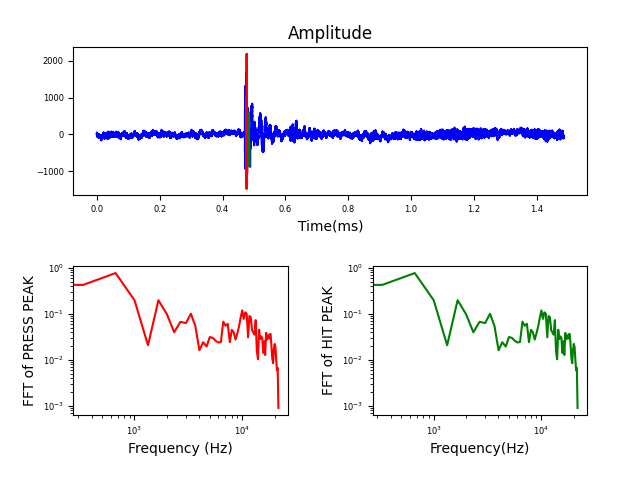 Amplitude
2000
1000
0
−1000
0.0 0.2 0.4 0.6 0.8 1.0 1.2 1.4
Time(ms)
FFT of PRESS PEAK
10⁰
10⁻¹
10⁻²
10⁻³
10³ 10⁴
Frequency (Hz)
FFT of HIT PEAK
10⁰
10⁻¹
10⁻²
10⁻³
10³ 10⁴
Frequency(Hz)